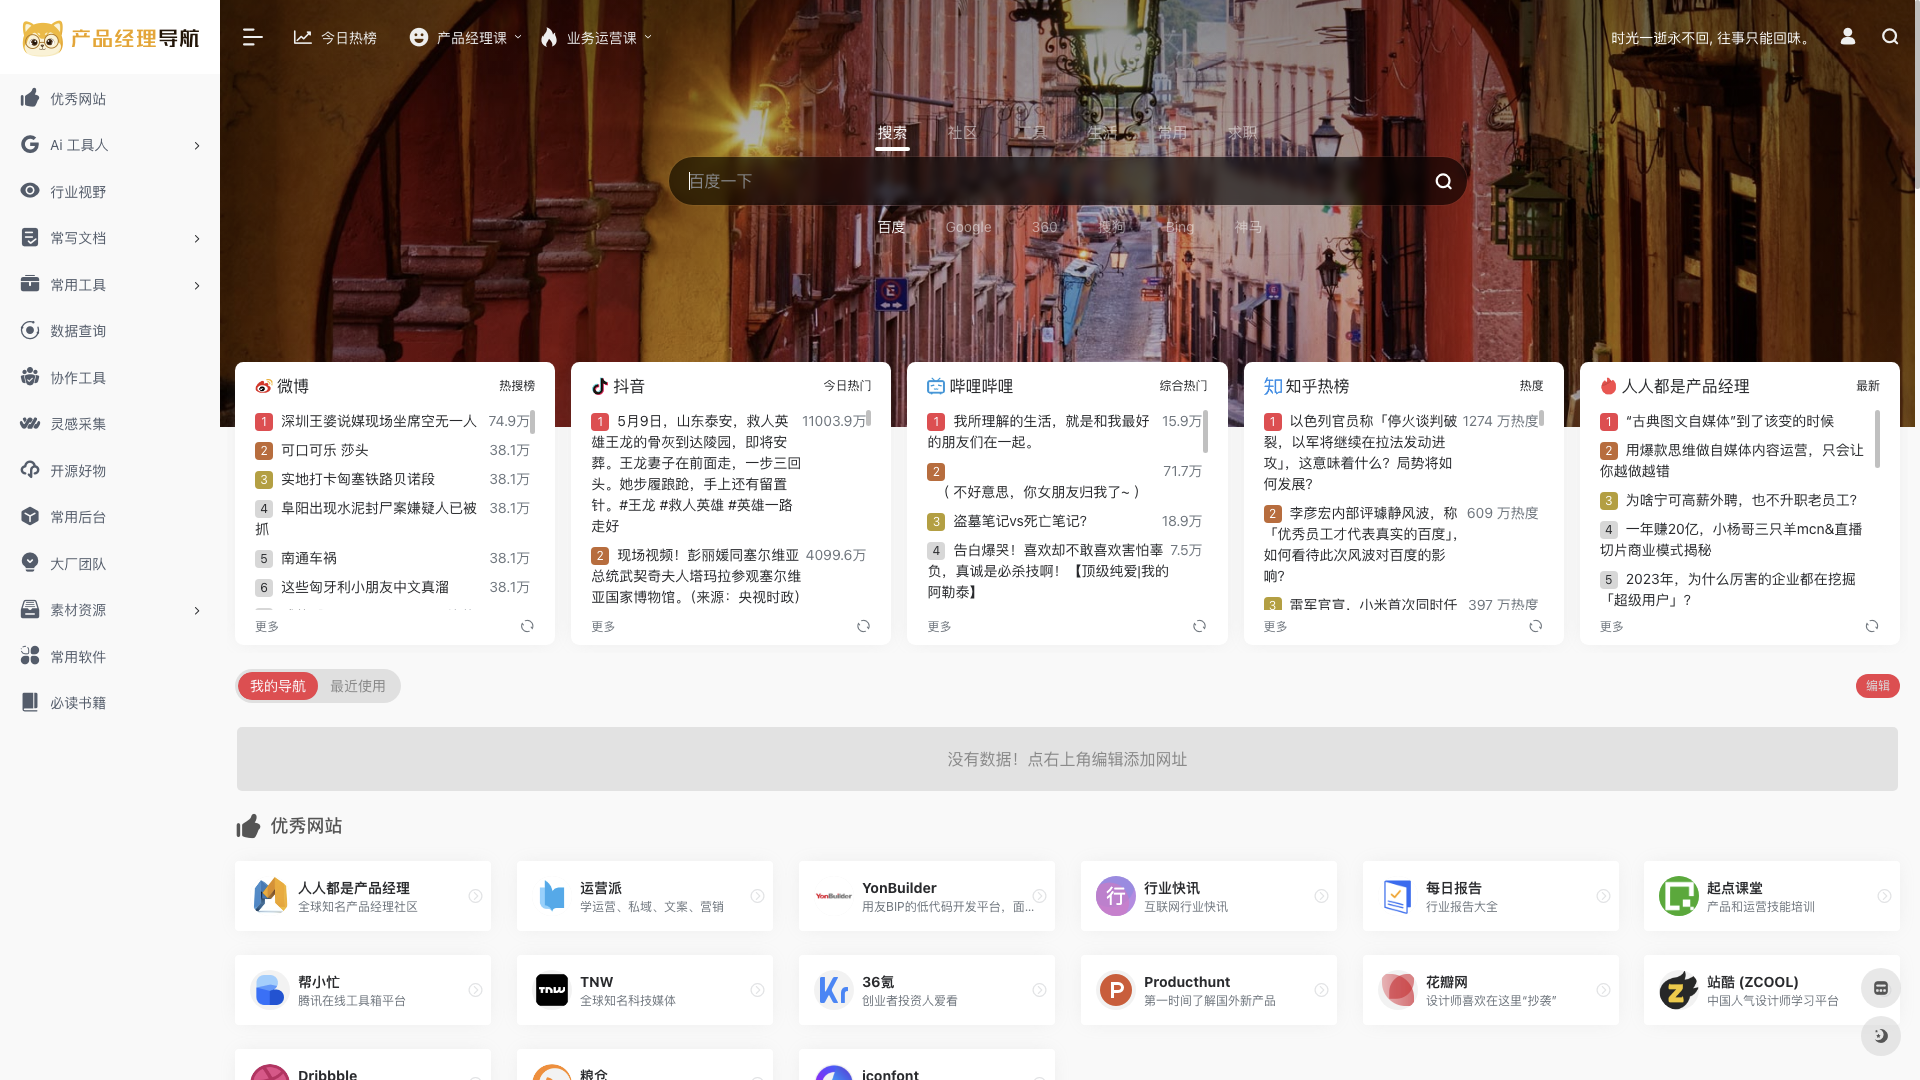 产品经理导航
今日热榜
产品经理课
业务运营课
时光一逝永不回, 往事只能回味。
优秀网站
Ai 工具人
行业视野
常写文档
常用工具
数据查询
协作工具
灵感采集
开源好物
常用后台
大厂团队
素材资源
常用软件
必读书籍
搜索 社区 工具 生活 常用 求职
百度一下
百度 Google 360 搜狗 Bing 神马
微博 热搜榜
1 深圳王婆说媒现场坐席空无一人 74.9万
2 可口可乐 莎头 38.1万
3 实地打卡匈塞铁路贝诺段 38.1万
4 阜阳出现水泥封尸案嫌疑人已被 38.1万
抓
5 南通车祸 38.1万
6 这些匈牙利小朋友中文真溜 38.1万
更多
抖音 今日热门
1 5月9日，山东泰安，救人英 11003.9万
雄王龙的骨灰到达陵园，即将安
葬。王龙妻子在前面走，一步三回
头。她步履踉跄，手上还有留置
针。#王龙 #救人英雄 #英雄一路
走好
2 现场视频！彭丽媛同塞尔维亚 4099.6万
总统武契奇夫人塔玛拉参观塞尔维
亚国家博物馆。（来源：央视时政）
更多
哔哩哔哩 综合热门
1 我所理解的生活，就是和我最好 15.9万
的朋友们在一起。
2 71.7万
（ 不好意思，你女朋友归我了~ ）
3 盗墓笔记vs死亡笔记? 18.9万
4 告白爆哭！喜欢却不敢喜欢害怕辜 7.5万
负，真诚是必杀技啊！【顶级纯爱|我的
阿勒泰】
更多
知乎热榜 热度
1 以色列官员称「停火谈判破 1274 万热度
裂，以军将继续在拉法发动进
攻」，这意味着什么？局势将如
何发展？
2 李彦宏内部评璩静风波，称 609 万热度
「优秀员工才代表真实的百度」，
如何看待此次风波对百度的影
响？
3 雷军官宣，小米首次同时任 397 万热度
更多
人人都是产品经理 最新
1 “古典图文自媒体”到了该变的时候
2 用爆款思维做自媒体内容运营，只会让
你越做越错
3 为啥宁可高薪外聘，也不升职老员工?
4 一年赚20亿，小杨哥三只羊mcn&直播
切片商业模式揭秘
5 2023年，为什么厉害的企业都在挖掘
「超级用户」?
更多
我的导航 最近使用 编辑
没有数据！点右上角编辑添加网址
优秀网站
人人都是产品经理
全球知名产品经理社区
运营派
学运营、私域、文案、营销
YonBuilder
YonBuilder
用友BIP的低代码开发平台，面...
行
行业快讯
互联网行业快讯
每日报告
行业报告大全
起点课堂
产品和运营技能培训
帮小忙
腾讯在线工具箱平台
TNW
TNW
全球知名科技媒体
Kr
36氪
创业者投资人爱看
P
Producthunt
第一时间了解国外新产品
花瓣网
设计师喜欢在这里“抄袭”
Z
站酷 (ZCOOL)
中国人气设计师学习平台
Dribbble
粮仓
iconfont